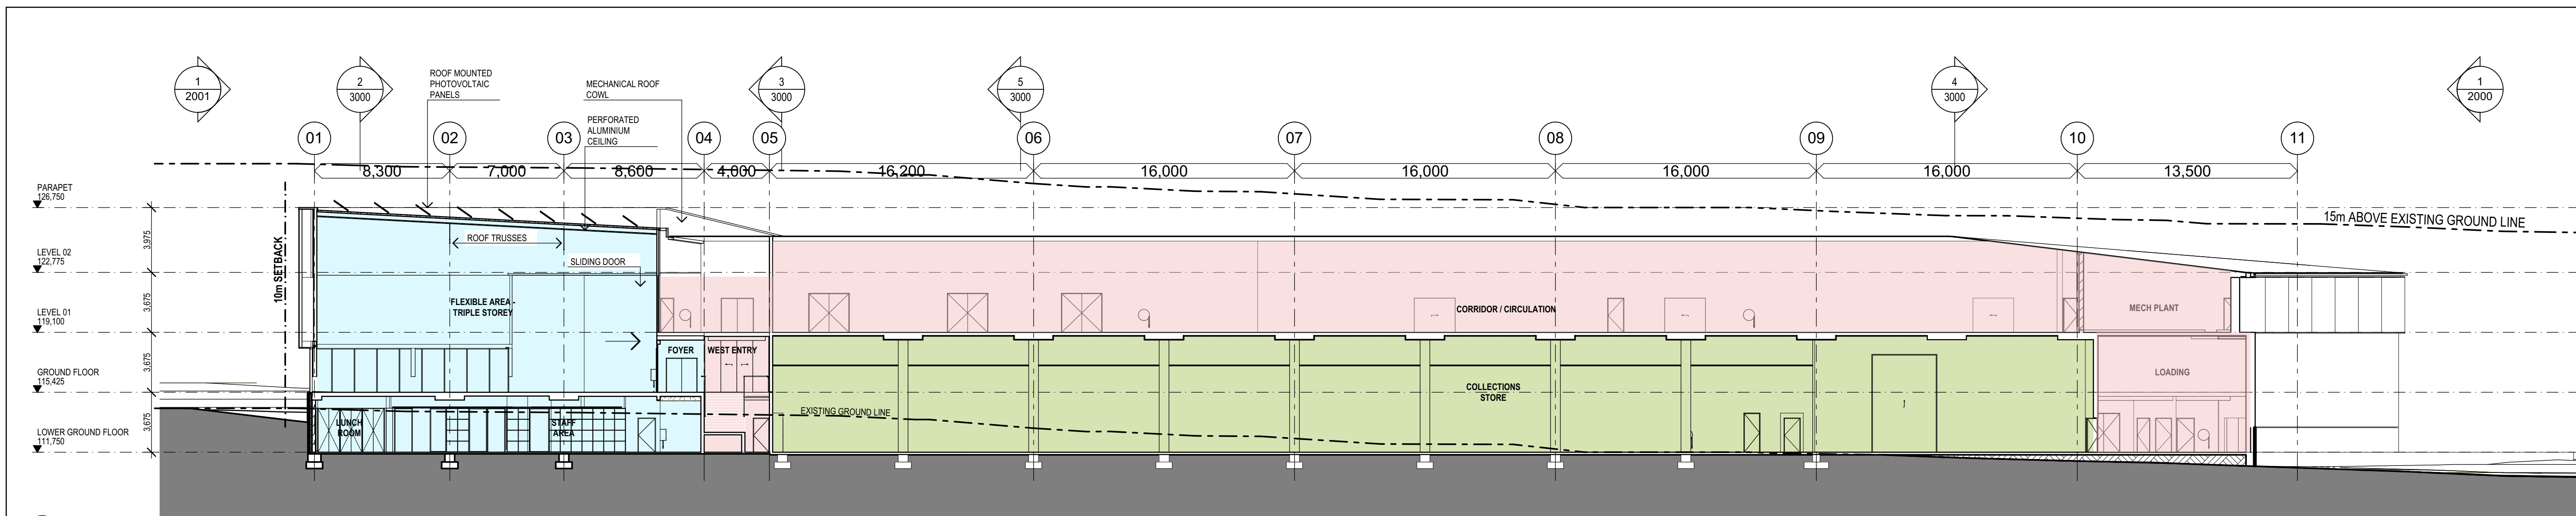 1
2001
2
3000
ROOF MOUNTED
PHOTOVOLTAIC
PANELS
MECHANICAL ROOF
COWL
PERFORATED
ALUMINIUM
CEILING
3
3000
5
3000
4
3000
1
2000
01
02
03
04
05
06
07
08
09
10
11
8,300
7,000
8,600
4,000
16,200
16,000
16,000
16,000
16,000
13,500
PARAPET
126,750
LEVEL 02
122,775
LEVEL 01
119,100
GROUND FLOOR
115,425
LOWER GROUND FLOOR
111,750
3,975
3,675
3,675
3,675
10m SETBACK
15m ABOVE EXISTING GROUND LINE
ROOF TRUSSES
SLIDING DOOR
FLEXIBLE AREA -
TRIPLE STOREY
CORRIDOR / CIRCULATION
MECH PLANT
FOYER
WEST ENTRY
LOADING
COLLECTIONS
STORE
EXISTING GROUND LINE
LUNCH
ROOM
STAFF
AREA